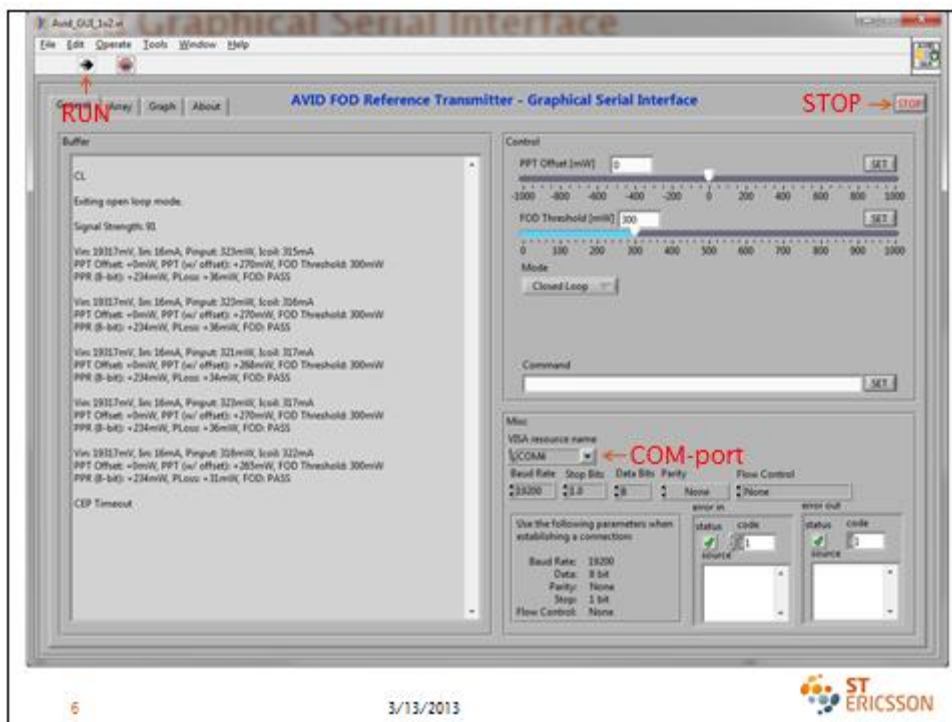 Graphical Serial Interface
Avid_GUI_1v2.vi
File Edit Operate Tools Window Help
RUN
Array Graph About
AVID FOD Reference Transmitter - Graphical Serial Interface
STOP → STOP
Buffer
CL
Exiting open loop mode.
Signal Strength: 91
Vin: 19317mV, Iin: 16mA, Pinput: 323mW, Icoil: 315mA
PPT Offset: +0mW, PPT (w/ offset): +270mW, FOD Threshold: 300mW
PPR (8-bit): +234mW, PLoss: +36mW, FOD: PASS
Vin: 19317mV, Iin: 16mA, Pinput: 323mW, Icoil: 316mA
PPT Offset: +0mW, PPT (w/ offset): +270mW, FOD Threshold: 300mW
PPR (8-bit): +234mW, PLoss: +36mW, FOD: PASS
Vin: 19317mV, Iin: 16mA, Pinput: 321mW, Icoil: 317mA
PPT Offset: +0mW, PPT (w/ offset): +268mW, FOD Threshold: 300mW
PPR (8-bit): +234mW, PLoss: +34mW, FOD: PASS
Vin: 19317mV, Iin: 16mA, Pinput: 323mW, Icoil: 317mA
PPT Offset: +0mW, PPT (w/ offset): +270mW, FOD Threshold: 300mW
PPR (8-bit): +234mW, PLoss: +36mW, FOD: PASS
Vin: 19317mV, Iin: 16mA, Pinput: 318mW, Icoil: 322mA
PPT Offset: +0mW, PPT (w/ offset): +265mW, FOD Threshold: 300mW
PPR (8-bit): +234mW, PLoss: +31mW, FOD: PASS
CEP Timeout
Control
PPT Offset [mW] 0 SET
-1000 -800 -600 -400 -200 0 200 400 600 800 1000
FOD Threshold [mW] 300 SET
0 100 200 300 400 500 600 700 800 900 1000
Mode
Closed Loop
Command
SET
Misc
VISA resource name
COM6 ← COM-port
Baud Rate Stop Bits Data Bits Parity Flow Control
19200 1.0 8 None None
Use the following parameters when
establishing a connection:
Baud Rate: 19200
Data: 8 bit
Parity: None
Stop: 1 bit
Flow Control: None
error in
status code
1
source
error out
status code
1
source
6
3/13/2013
ST
ERICSSON